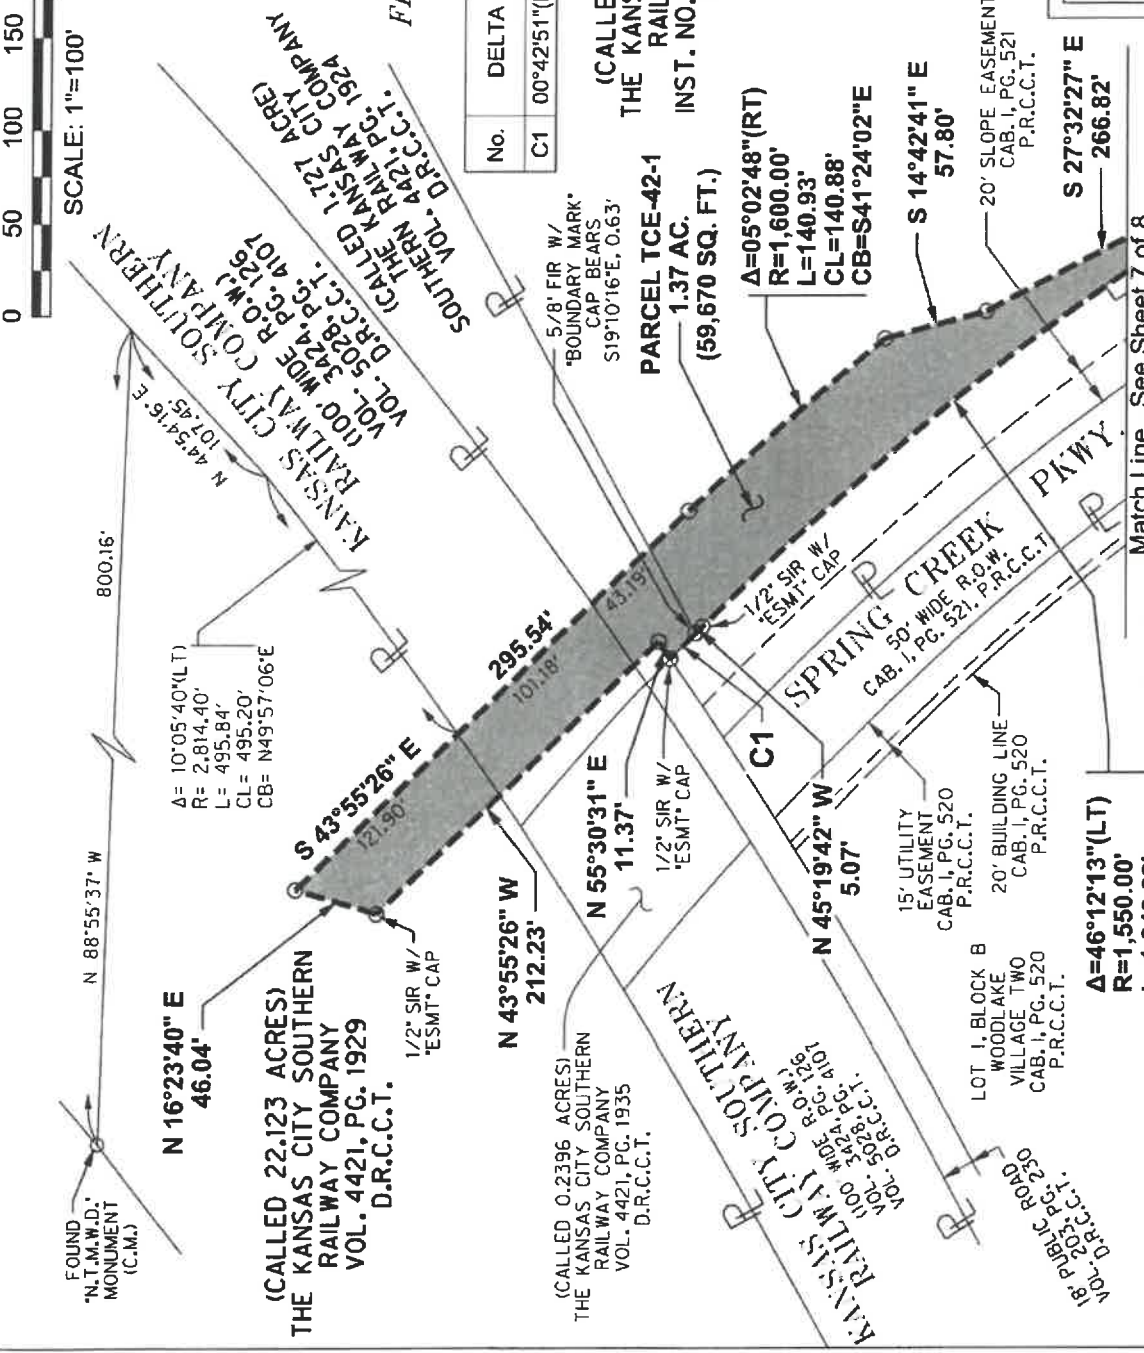 0 50 100 150
SCALE: 1"=100'
No. DELTA
C1 00°42'51"
FOUND
"N.T.M.W.D."
MONUMENT
(C.M.)
N 88°55'37" W
800.16'
N 44°54'16" E
107.45'
Δ= 10°05'40"(LT)
R= 2,814.40'
L= 495.84'
CL= 495.20'
CB= N49°57'06"E
KANSAS CITY SOUTHERN
RAILWAY COMPANY
(100' WIDE R.O.W.)
VOL. 3424, PG. 126
VOL. 5028, PG. 4107
D.R.C.C.T.
(CALLED 1.727 ACRE)
THE KANSAS CITY
SOUTHERN RAILWAY COMPANY
VOL. 4421, PG. 1924
D.R.C.C.T.
THE KANS
INST. NO.
N 16°23'40" E
46.04'
S 43°55'26" E
295.54'
121.90'
101.18'
43.19'
(CALLED 22.123 ACRES)
THE KANSAS CITY SOUTHERN
RAILWAY COMPANY
VOL. 4421, PG. 1929
D.R.C.C.T.
1/2" SIR W/
"ESMT" CAP
N 43°55'26" W
212.23'
5/8" FIR W/
"BOUNDARY MARK"
CAP BEARS
S19°10'16"E, 0.63'
PARCEL TCE-42-1
1.37 AC.
(59,670 SQ. FT.)
Δ=05°02'48"(RT)
R=1,600.00'
L=140.93'
CL=140.88'
CB=S41°24'02"E
S 14°42'41" E
57.80'
20' SLOPE EASEMENT
CAB. I, PG. 521
P.R.C.C.T.
S 27°32'27" E
266.82'
(CALLED 0.2396 ACRES)
THE KANSAS CITY SOUTHERN
RAILWAY COMPANY
VOL. 4421, PG. 1935
D.R.C.C.T.
N 55°30'31" E
11.37'
1/2" SIR W/
"ESMT" CAP
C1
1/2" SIR W/
"ESMT" CAP
N 45°19'42" W
5.07'
SPRING CREEK PKWY
50' WIDE R.O.W.
CAB. I, PG. 521, P.R.C.C.T.
15' UTILITY
EASEMENT
CAB. I, PG. 520
P.R.C.C.T.
20' BUILDING LINE
CAB. I, PG. 520
P.R.C.C.T.
KANSAS CITY SOUTHERN
RAILWAY COMPANY
(100' WIDE R.O.W.)
VOL. 3424, PG. 126
VOL. 5028, PG. 4107
D.R.C.C.T.
LOT 1, BLOCK B
WOODLAKE
VILLAGE TWO
CAB. I, PG. 520
P.R.C.C.T.
18' PUBLIC ROAD
VOL. 203, PG. 230
D.R.C.C.T.
Δ=46°12'13"(LT)
R=1,550.00'
Match Line See Sheet 7 of 8